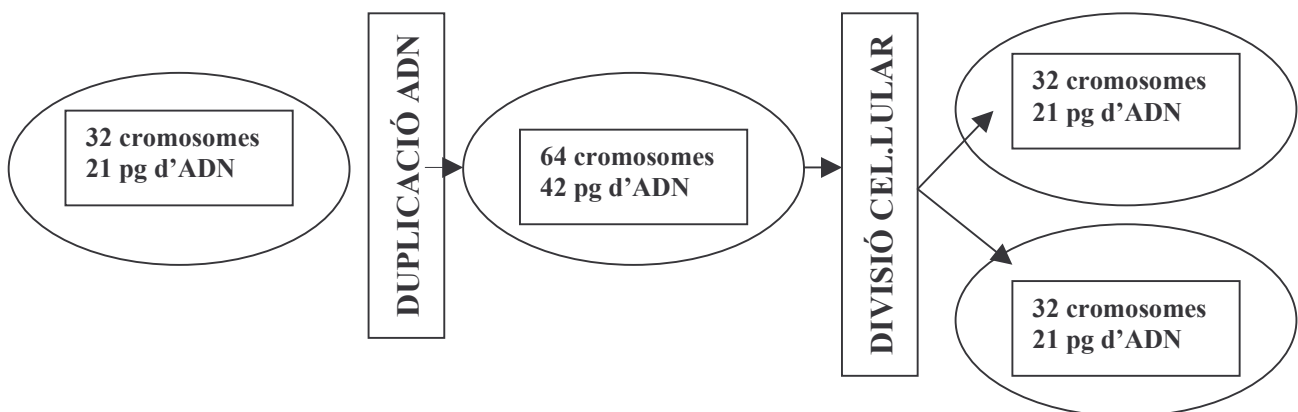 32 cromosomes
21 pg d’ADN
DUPLICACIÓ ADN
64 cromosomes
42 pg d’ADN
DIVISIÓ CEL.LULAR
32 cromosomes
21 pg d’ADN
32 cromosomes
21 pg d’ADN